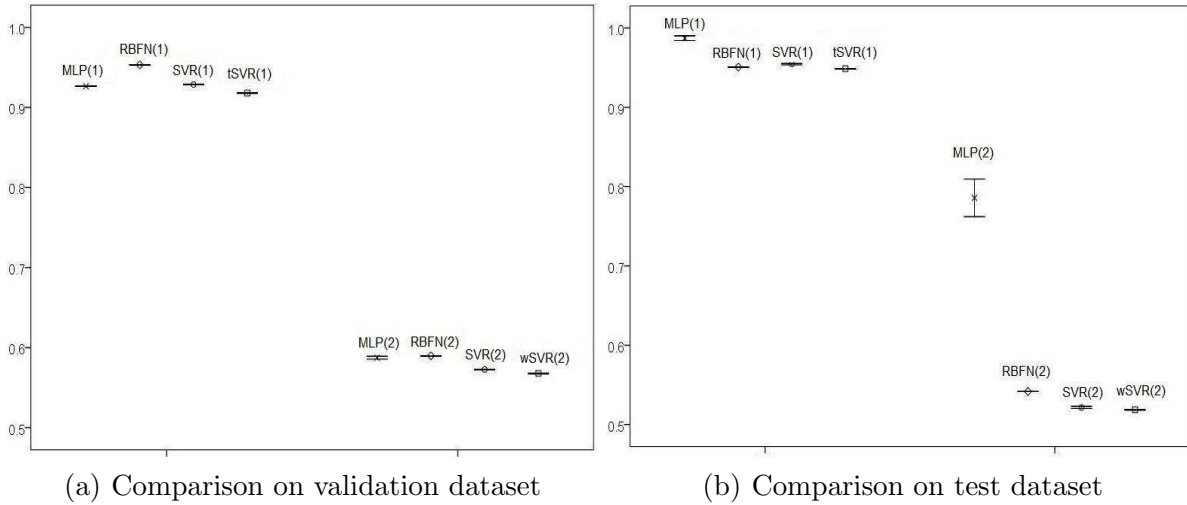 1.0
0.9
0.8
0.7
0.6
0.5
RBFN(1)
MLP(1)
SVR(1)
tSVR(1)
MLP(2)
RBFN(2)
SVR(2)
wSVR(2)
(a) Comparison on validation dataset
1.0
0.9
0.8
0.7
0.6
0.5
MLP(1)
RBFN(1)
SVR(1)
tSVR(1)
MLP(2)
RBFN(2)
SVR(2)
wSVR(2)
(b) Comparison on test dataset